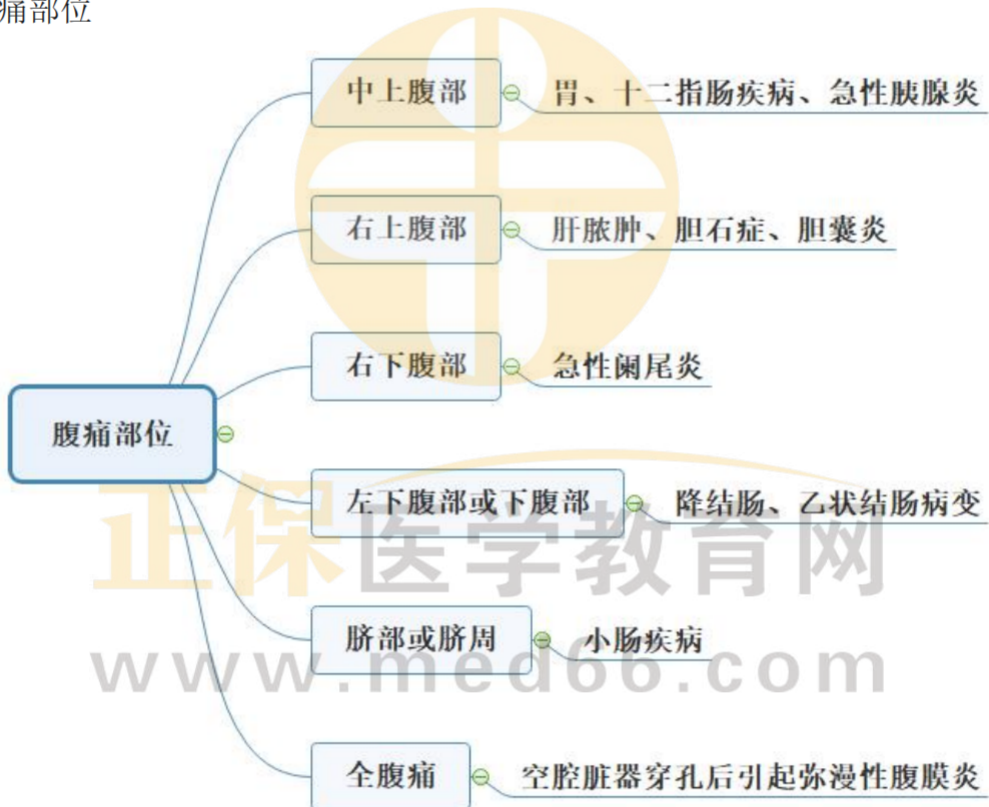 痛部位
中上腹部
胃、十二指肠疾病、急性胰腺炎
右上腹部
肝脓肿、胆石症、胆囊炎
右下腹部
急性阑尾炎
腹痛部位
左下腹部或下腹部
降结肠、乙状结肠病变
正保医学教育网
脐部或脐周
小肠疾病
www.med66.com
全腹痛
空腔脏器穿孔后引起弥漫性腹膜炎